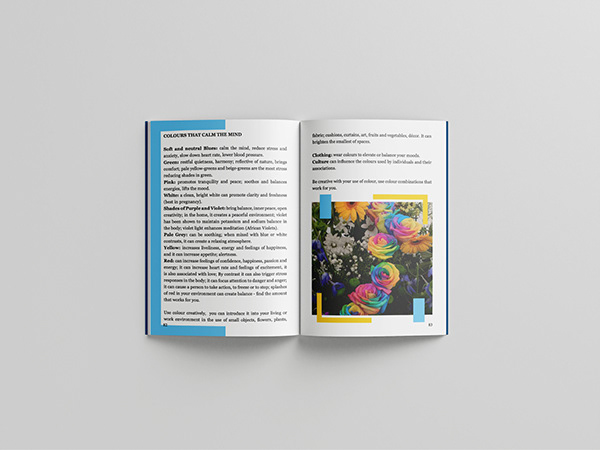 COLOURS THAT CALM THE MIND
Soft and neutral Blues: calm the mind, reduce stress and
anxiety, slow down heart rate, lower blood pressure.
Green: restful quietness, harmony; reflective of nature, brings
comfort; pale yellow-greens and beige-greens are the most stress
reducing shades in green.
Pink: promotes tranquility and peace; soothes and balances
energies, lifts the mood.
White: a clean, bright white can promote clarity and freshness
(best in pregnancy).
Shades of Purple and Violet: bring balance, inner peace, open
creativity; in the home, it creates a peaceful environment; violet
has been shown to maintain potassium and sodium balance in
the body; violet light enhances meditation (African Violets).
Pale Grey: can be soothing; when mixed with blue or white
contrasts, it can create a relaxing atmosphere.
Yellow: increases liveliness, energy and feelings of happiness,
and it can increase appetite; alertness.
Red: can increase feelings of confidence, happiness, passion and
energy; it can increase heart rate and feelings of excitement, it
is also associated with love; By contrast it can also trigger stress
responses in the body; it can focus attention to danger and anger;
it can cause a person to take action, to freeze or to stop; splashes
of red in your environment can create balance - find the amount
that works for you.
Use colour creatively, you can introduce it into your living or
work environment in the use of small objects, flowers, plants,
82
fabric; cushions, curtains, art, fruits and vegetables, décor. It can
brighten the smallest of spaces.
Clothing: wear colours to elevate or balance your moods.
Culture can influence the colours used by individuals and their
associations.
Be creative with your use of colour, use colour combinations that
work for you.
83